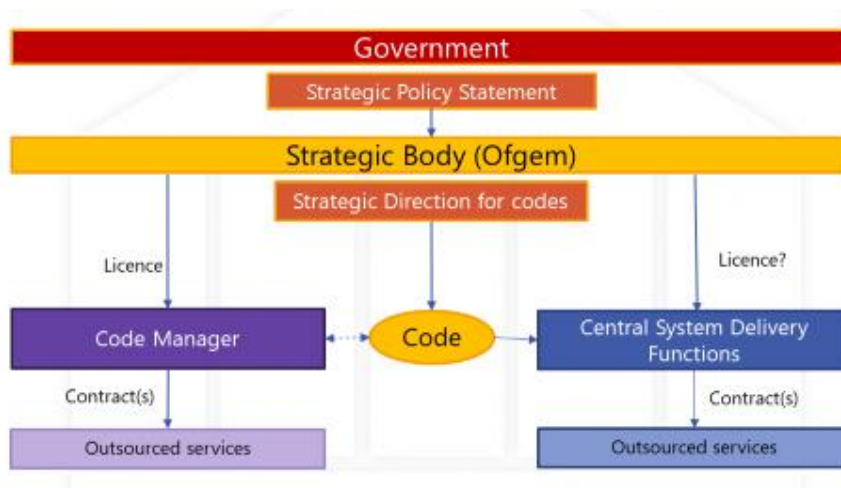 Government
Strategic Policy Statement
Strategic Body (Ofgem)
Strategic Direction for codes
Licence
Licence?
Code Manager
Code
Central System Delivery
Functions
Contract(s)
Contract(s)
Outsourced services
Outsourced services